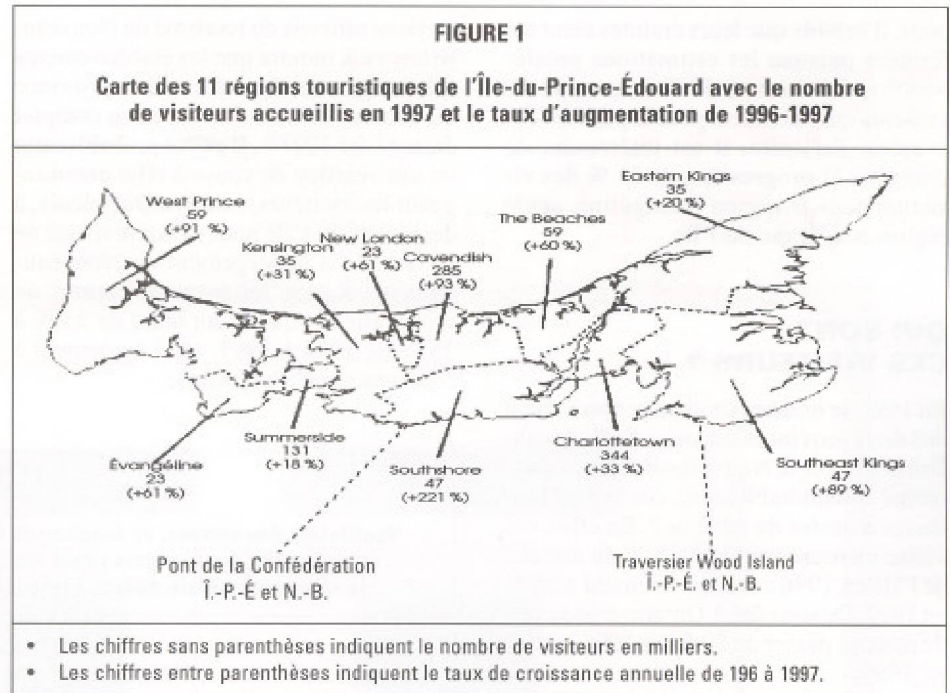 FIGURE 1
Carte des 11 régions touristiques de l'Île-du-Prince-Édouard avec le nombre
de visiteurs accueillis en 1997 et le taux d'augmentation de 1996-1997
West Prince
59
(+91 %)
Kensington
35
(+31 %)
New London
23
(+61 %)
Cavendish
285
(+93 %)
The Beaches
59
(+60 %)
Eastern Kings
35
(+20 %)
Évangéline
23
(+61 %)
Summerside
131
(+18 %)
Southshore
47
(+221 %)
Charlottetown
344
(+33 %)
Southeast Kings
47
(+89 %)
Pont de la Confédération
Î.-P.-É et N.-B.
Traversier Wood Island
Î.-P.-É. et N.-B.
• Les chiffres sans parenthèses indiquent le nombre de visiteurs en milliers.
• Les chiffres entre parenthèses indiquent le taux de croissance annuelle de 196 à 1997.